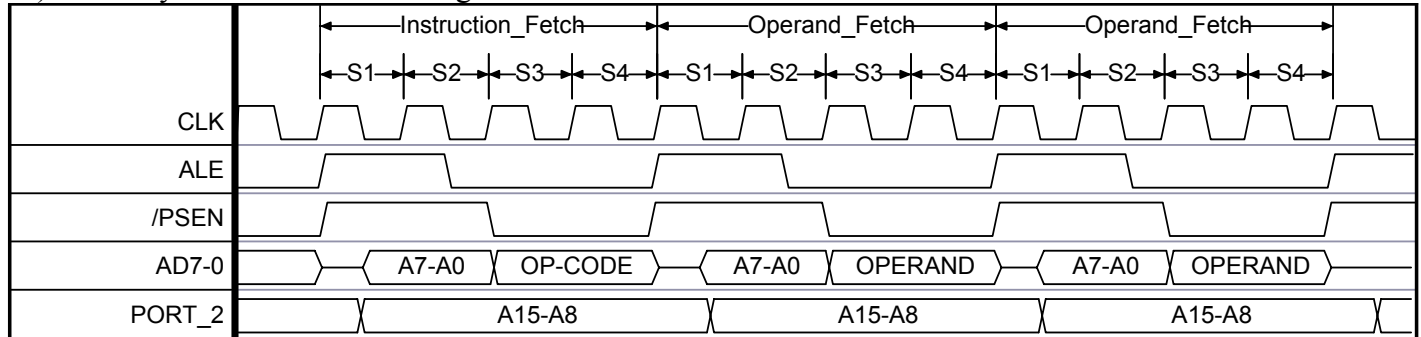 Instruction_Fetch Operand_Fetch Operand_Fetch
S1 S2 S3 S4 S1 S2 S3 S4 S1 S2 S3 S4
CLK
ALE
/PSEN
AD7-0 A7-A0 OP-CODE A7-A0 OPERAND A7-A0 OPERAND
PORT_2 A15-A8 A15-A8 A15-A8